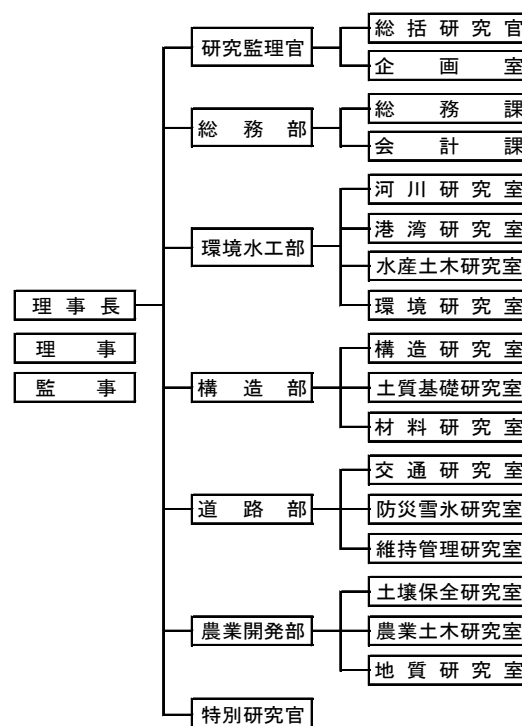 理事長
理事
監事
研究監理官
総括研究官
企画室
総務部
総務課
会計課
環境水工部
河川研究室
港湾研究室
水産土木研究室
環境研究室
構造部
構造研究室
土質基礎研究室
材料研究室
道路部
交通研究室
防災雪氷研究室
維持管理研究室
農業開発部
土壌保全研究室
農業土木研究室
地質研究室
特別研究官